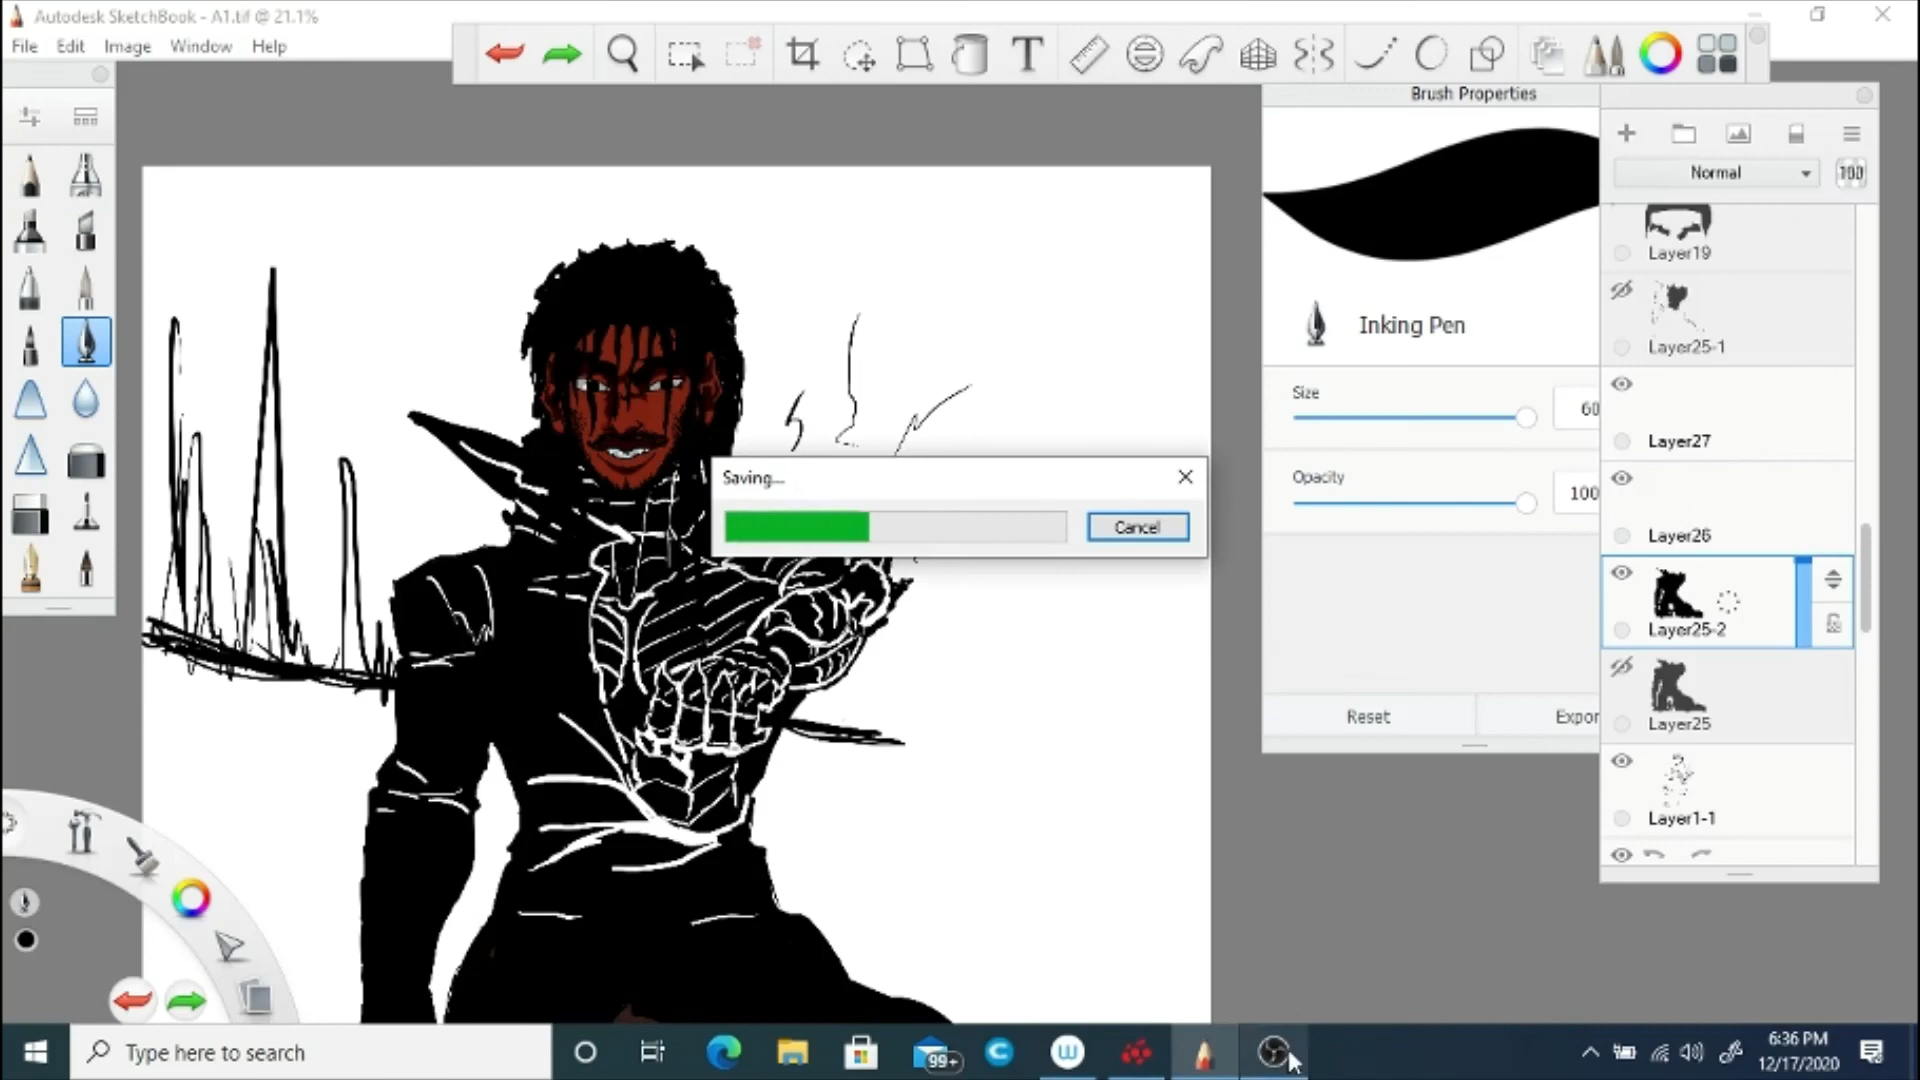 Autodesk SketchBook - A1.tif @ 21.1%
File Edit Image Window Help
T
Brush Properties
Normal 100
Layer19
Layer25-1
Inking Pen
Size 60
Layer27
Opacity 100
Layer26
Saving...
Cancel
Layer25-2
Layer25
Reset Expor
Layer1-1
Type here to search
99+
6:36 PM
12/17/2020